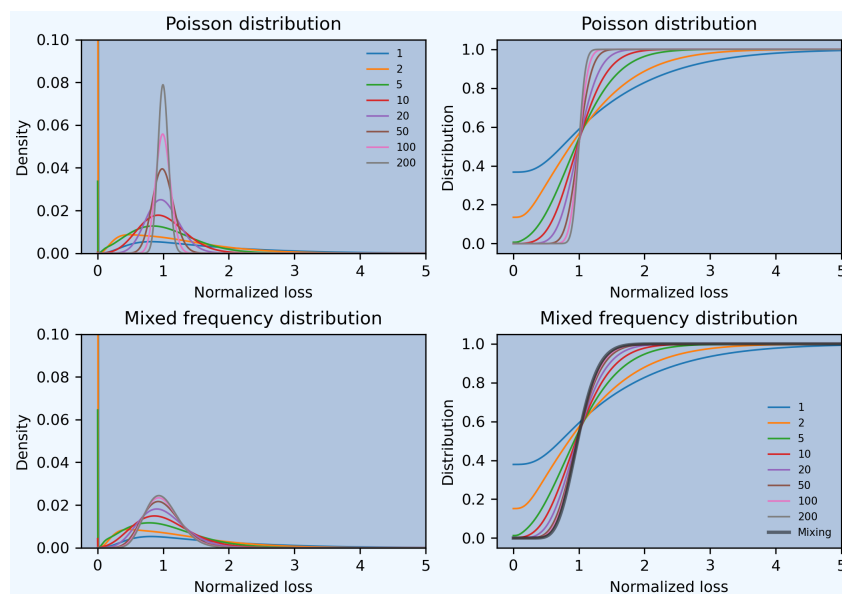 Poisson distribution
0.10
0.08
0.06
0.04
0.02
0.00
Density
1
2
5
10
20
50
100
200
0 1 2 3 4 5
Normalized loss
Poisson distribution
1.0
0.8
0.6
0.4
0.2
0.0
Distribution
0 1 2 3 4 5
Normalized loss
Mixed frequency distribution
0.10
0.08
0.06
0.04
0.02
0.00
Density
0 1 2 3 4 5
Normalized loss
Mixed frequency distribution
1.0
0.8
0.6
0.4
0.2
0.0
Distribution
1
2
5
10
20
50
100
200
Mixing
0 1 2 3 4 5
Normalized loss